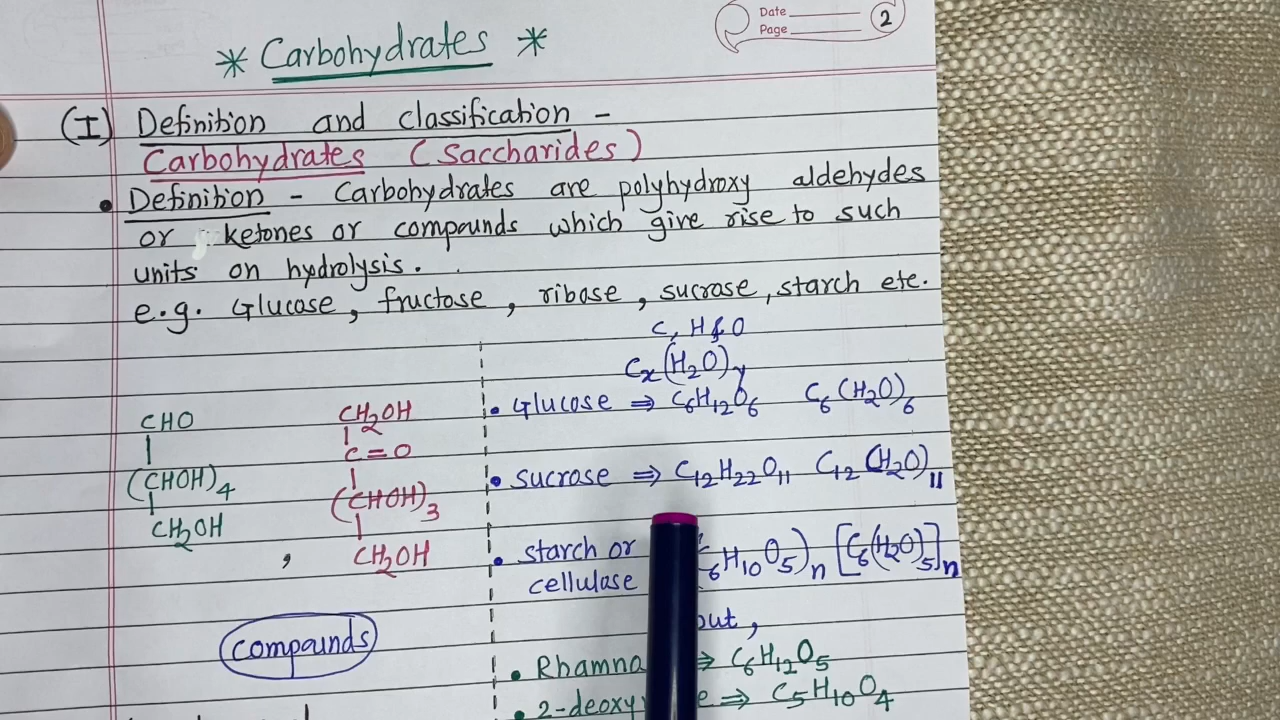 Date
Page 2
* Carbohydrates *
(I) Definition and classification -
Carbohydrates (Saccharides)
• Definition - Carbohydrates are polyhydroxy aldehydes
or ketones or compounds which give rise to such
units on hydrolysis.
e.g. Glucose, fructose, ribose, sucrose, starch etc.
CHO
|
(CHOH)4
|
CH2OH
,
CH2OH
|
C=O
|
(CHOH)3
|
CH2OH
compounds
C, H & O
Cx(H2O)y
• Glucose ⇒ C6H12O6 C6(H2O)6
• sucrose ⇒ C12H22O11 C12(H2O)11
• starch or
cellulose
6H10O5)n [C6(H2O)5]n
but,
• Rhamno ⇒ C6H12O5
• 2-deoxy e ⇒ C5H10O4